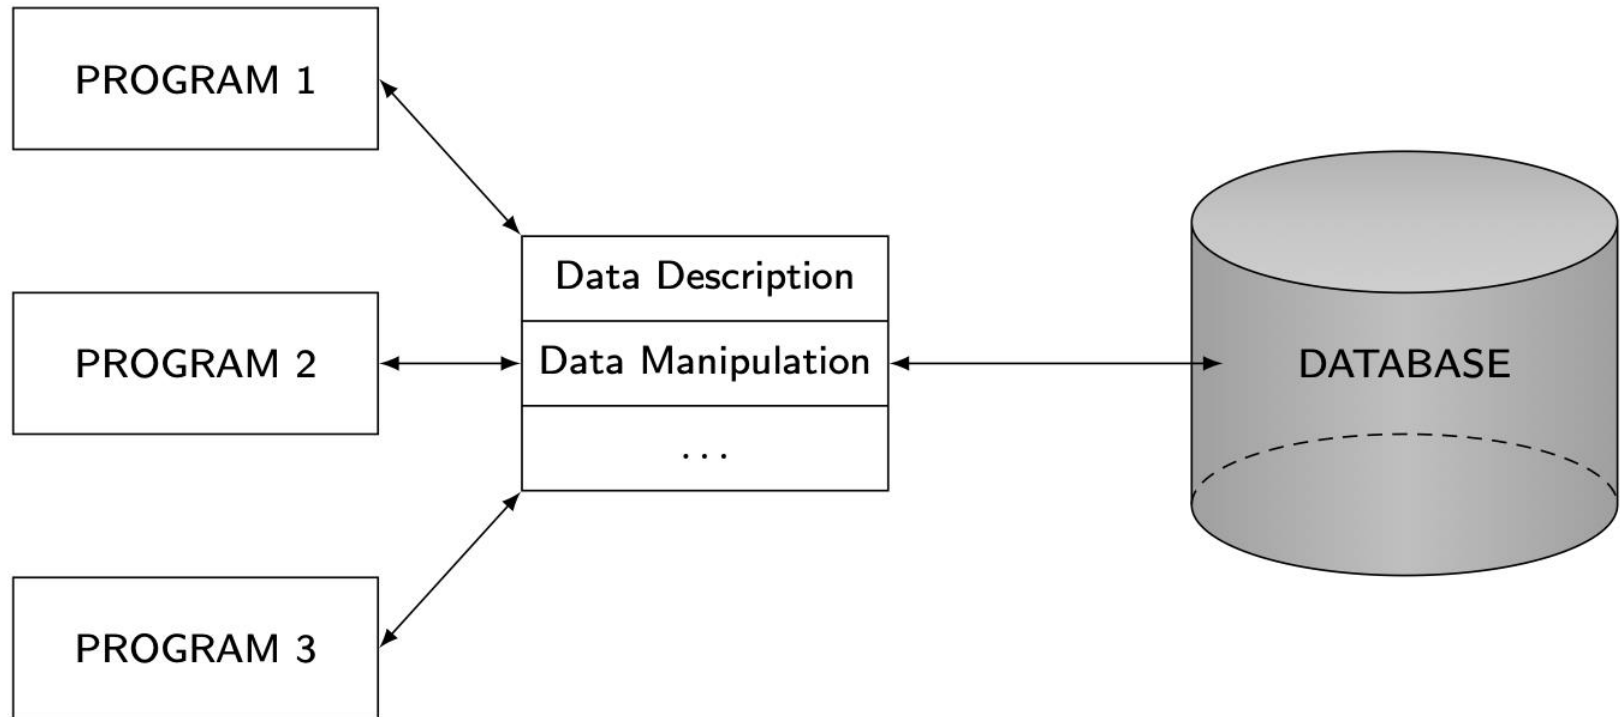 PROGRAM 1
Data Description
PROGRAM 2
Data Manipulation
DATABASE
...
PROGRAM 3